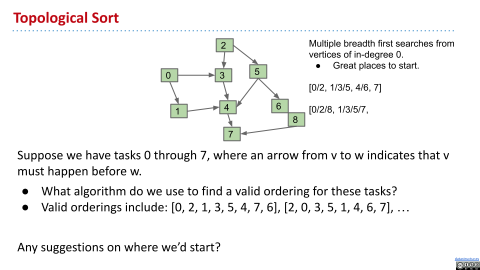 Topological Sort
2
0
3
5
1
4
6
8
7
Multiple breadth first searches from
vertices of in-degree 0.
● Great places to start.
[0/2, 1/3/5, 4/6, 7]
[0/2/8, 1/3/5/7,
Suppose we have tasks 0 through 7, where an arrow from v to w indicates that v
must happen before w.
● What algorithm do we use to find a valid ordering for these tasks?
● Valid orderings include: [0, 2, 1, 3, 5, 4, 7, 6], [2, 0, 3, 5, 1, 4, 6, 7], …
Any suggestions on where we’d start?